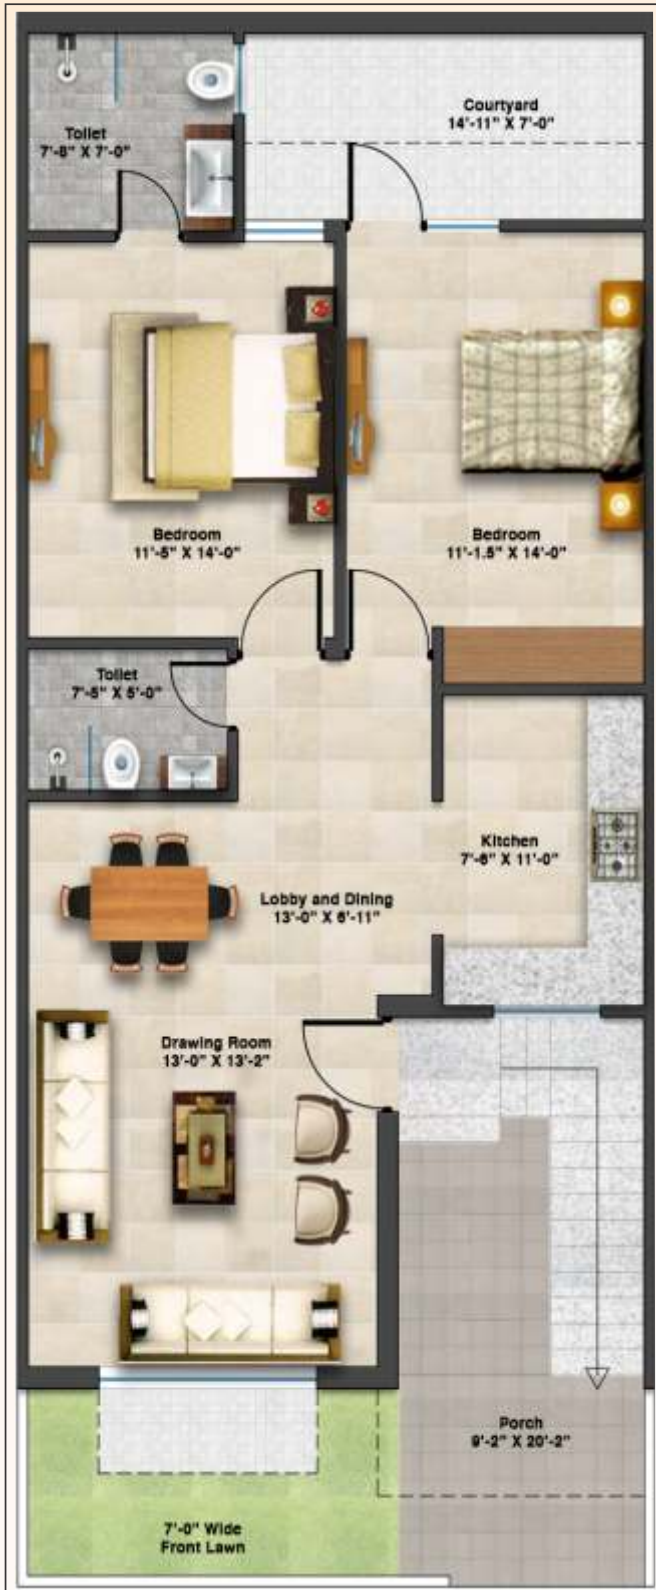 Courtyard
14'-11" X 7'-0"
Toilet
7'-8" X 7'-0"
Bedroom
11'-5" X 14'-0"
Bedroom
11'-1.5" X 14'-0"
Toilet
7'-5" X 5'-0"
Kitchen
7'-6" X 11'-0"
Lobby and Dining
13'-0" X 6'-11"
Drawing Room
13'-0" X 13'-2"
Porch
9'-2" X 20'-2"
7'-0" Wide
Front Lawn